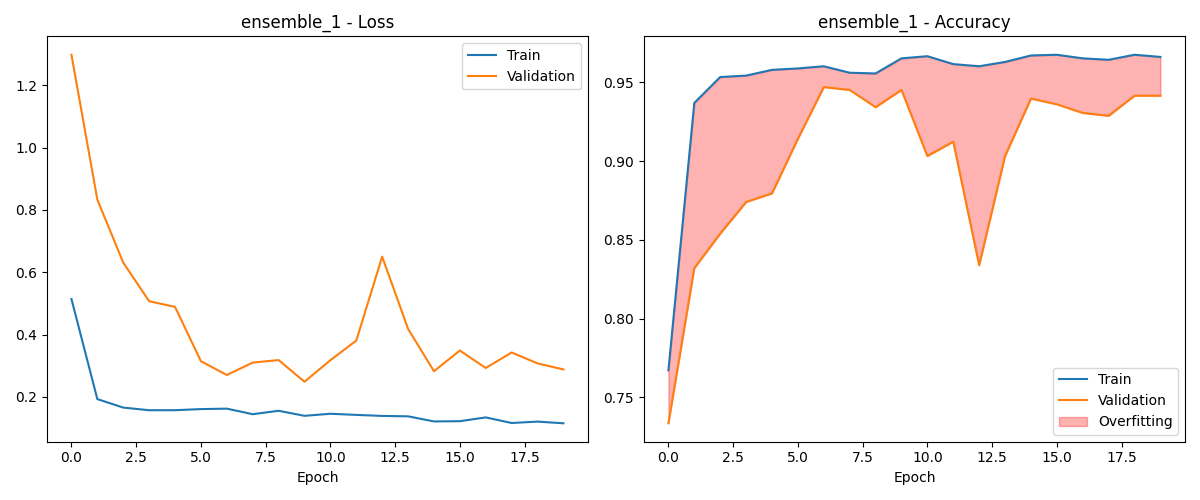 ensemble_1 - Loss
Train
Validation
1.2
1.0
0.8
0.6
0.4
0.2
0.0 2.5 5.0 7.5 10.0 12.5 15.0 17.5
Epoch
ensemble_1 - Accuracy
0.95
0.90
0.85
0.80
0.75
Train
Validation
Overfitting
0.0 2.5 5.0 7.5 10.0 12.5 15.0 17.5
Epoch